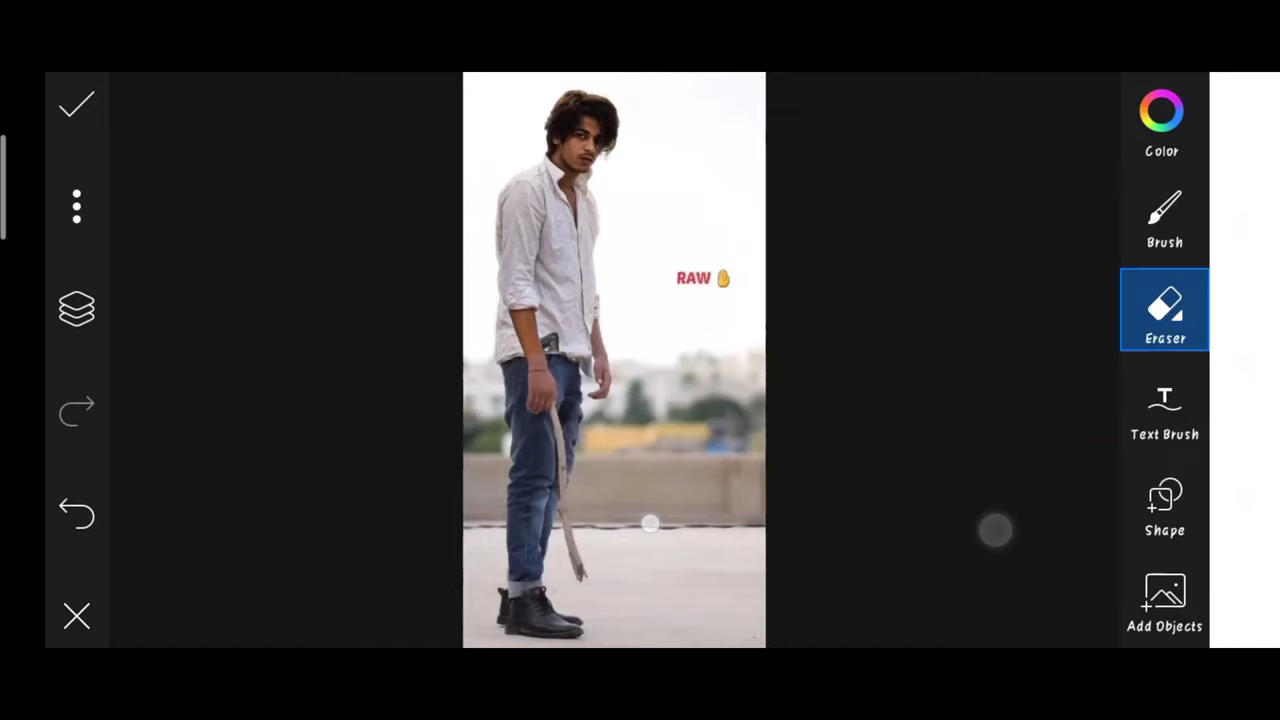 Color
Brush
RAW ✋
Eraser
Text Brush
Shape
Add Objects